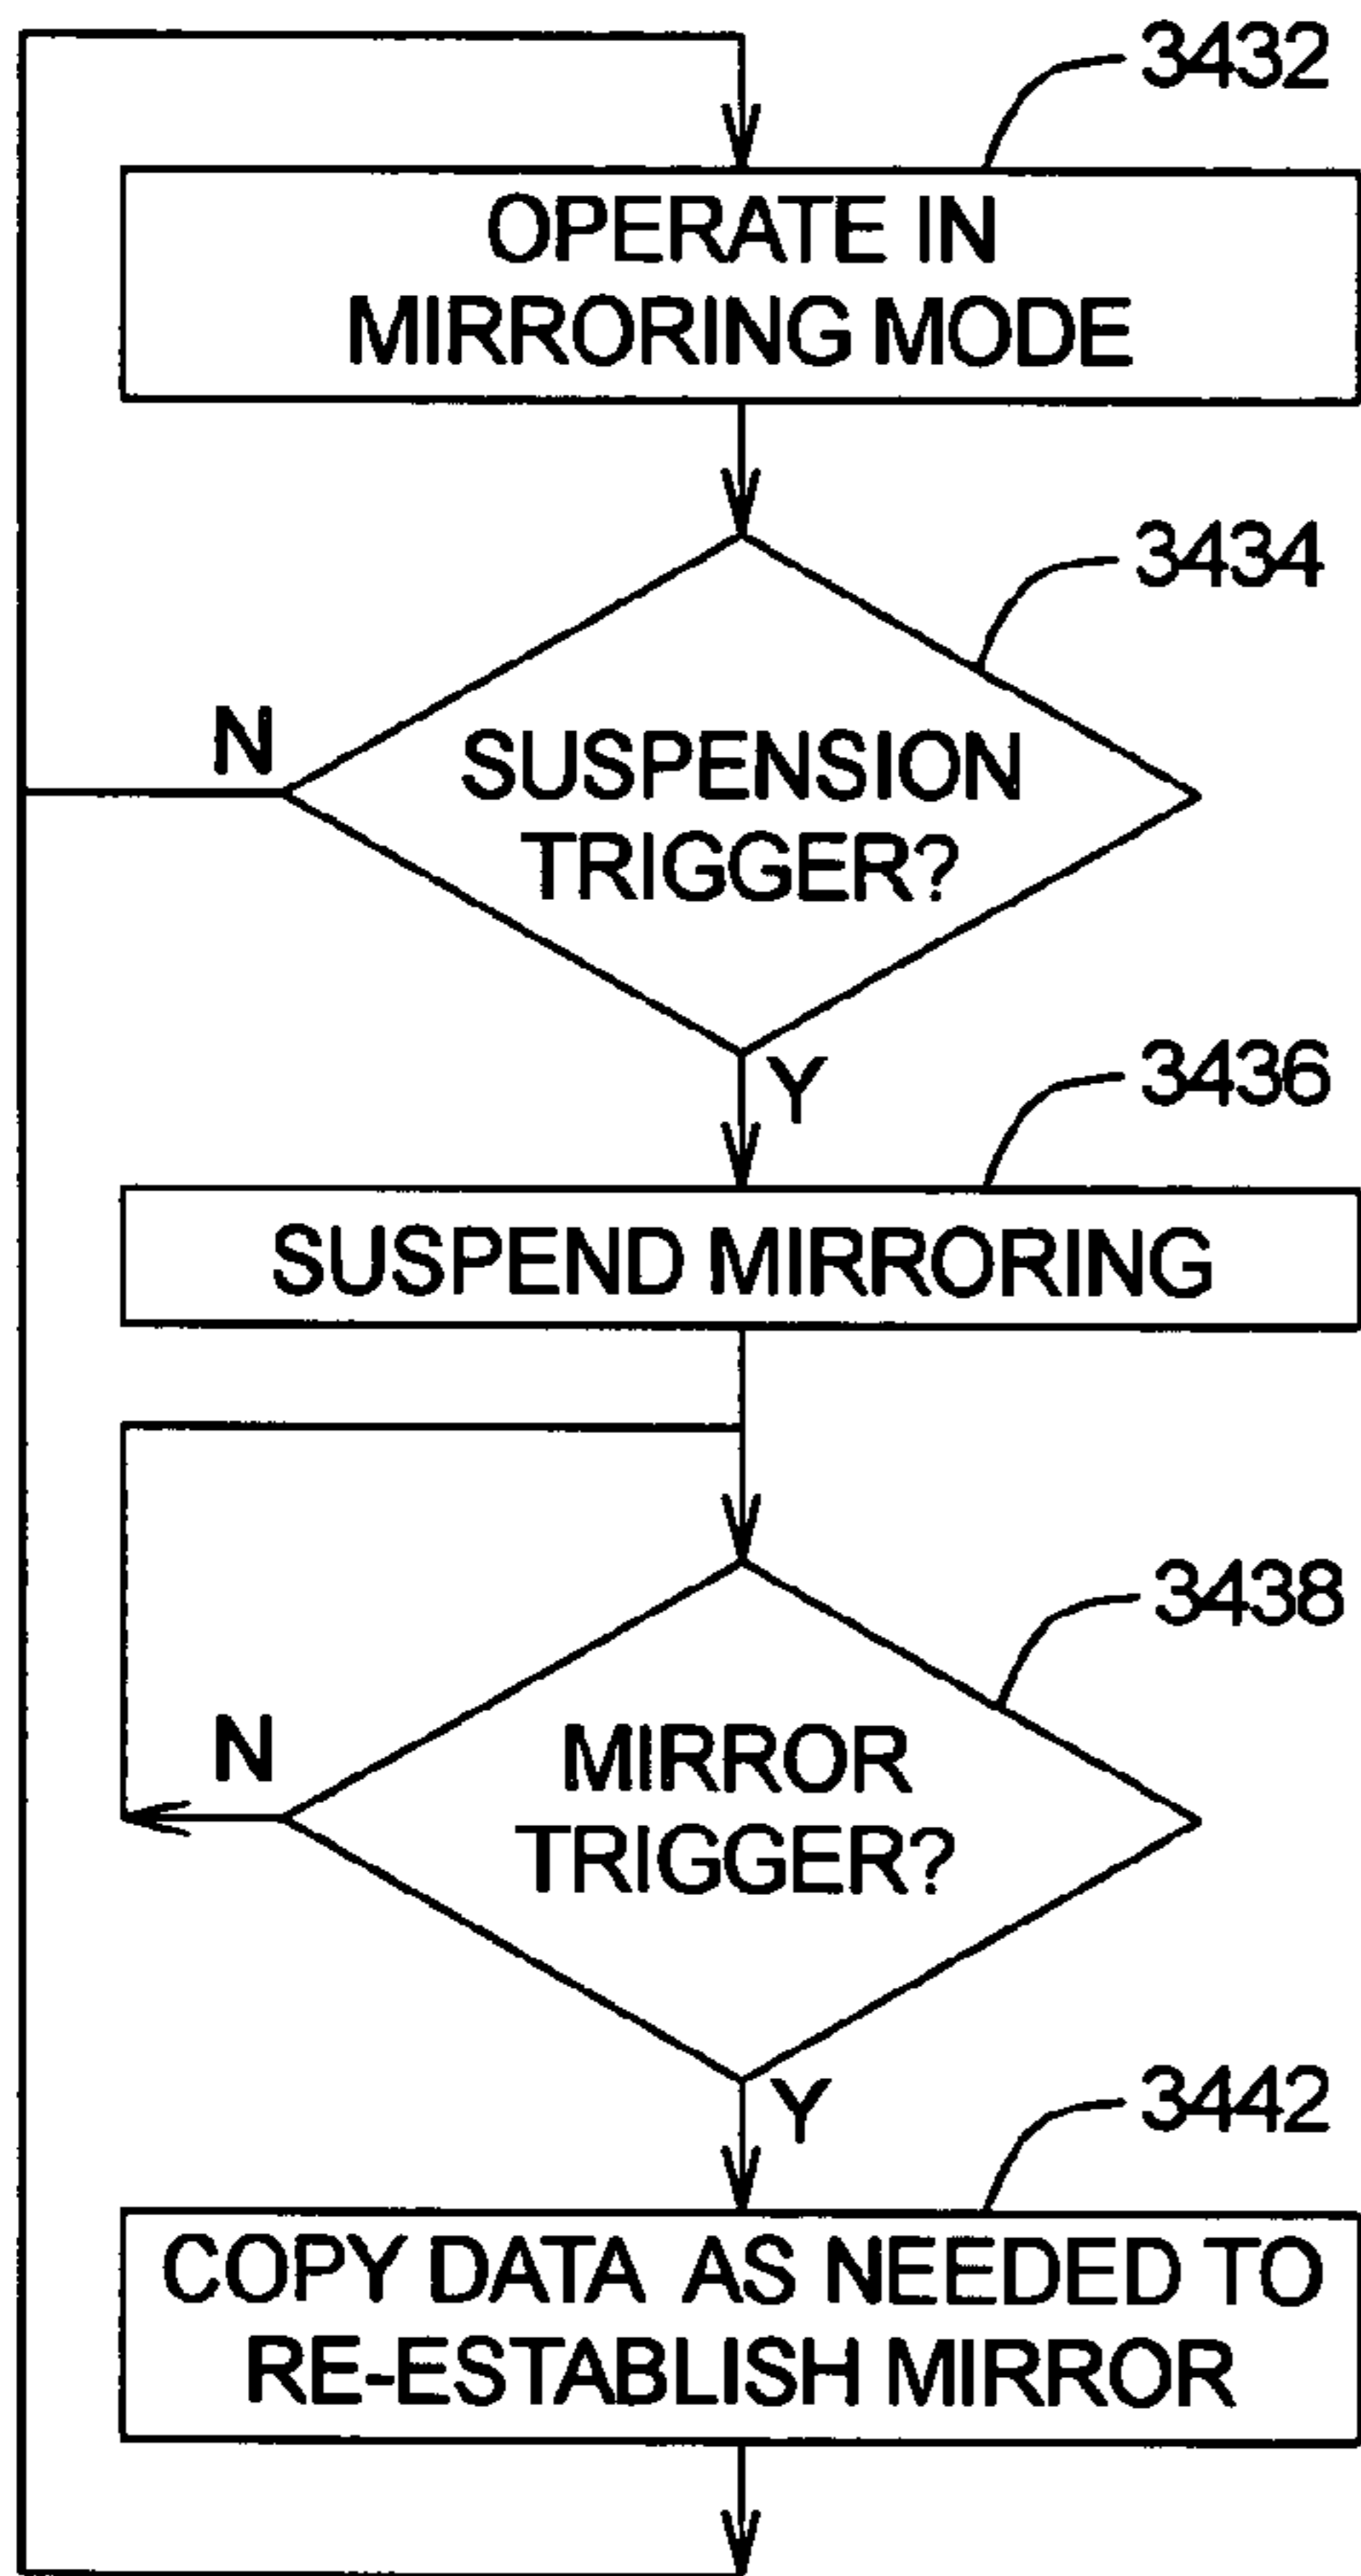 3432
OPERATE IN
MIRRORING MODE
3434
N
SUSPENSION
TRIGGER?
Y
3436
SUSPEND MIRRORING
3438
N
MIRROR
TRIGGER?
Y
3442
COPY DATA AS NEEDED TO
RE-ESTABLISH MIRROR